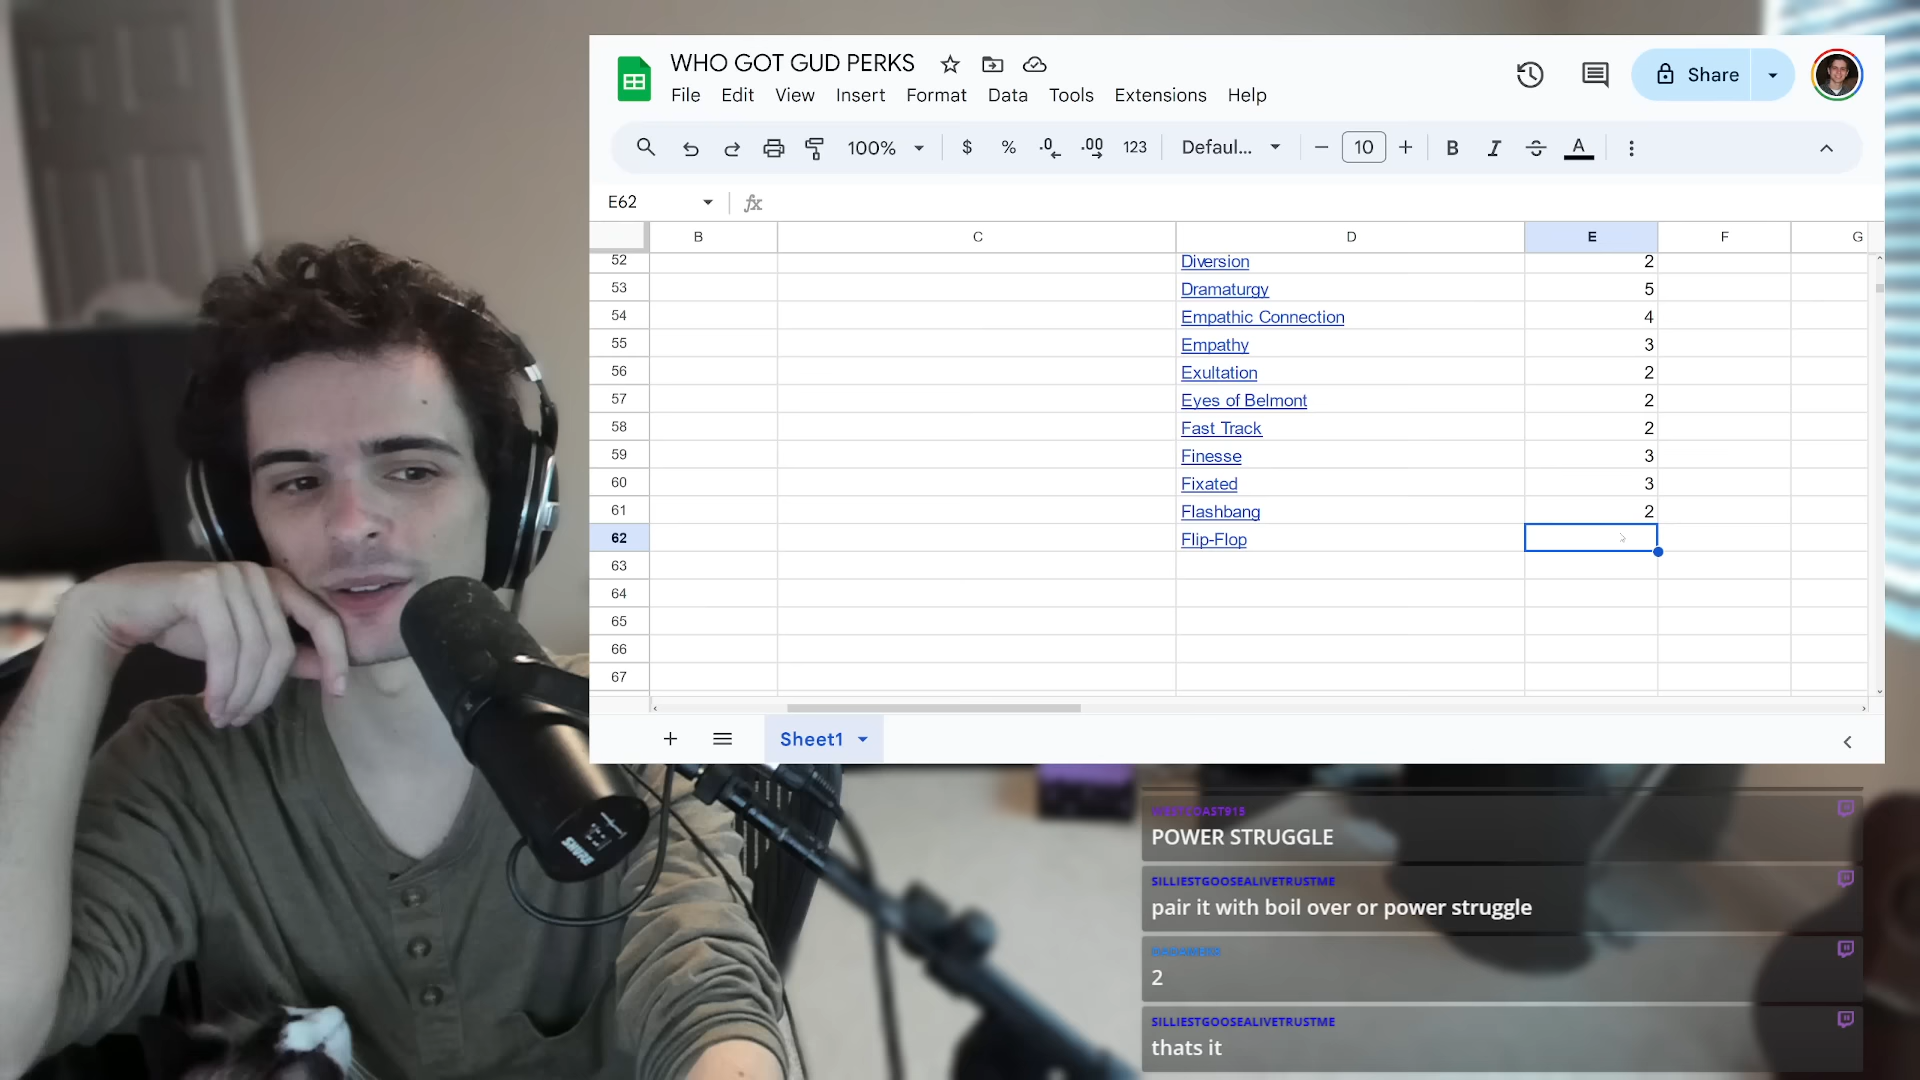 WHO GOT GUD PERKS
File Edit View Insert Format Data Tools Extensions Help
Share
100% $ % .0 .00 123 Defaul... 10 B I A
E62 fx
B C D E F G
52 Diversion 2
53 Dramaturgy 5
54 Empathic Connection 4
55 Empathy 3
56 Exultation 2
57 Eyes of Belmont 2
58 Fast Track 2
59 Finesse 3
60 Fixated 3
61 Flashbang 2
62 Flip-Flop
63
64
65
66
67
Sheet1
SHURE
POWER STRUGGLE
SILLIESTGOOSEALIVETRUSTME
pair it with boil over or power struggle
2
SILLIESTGOOSEALIVETRUSTME
thats it